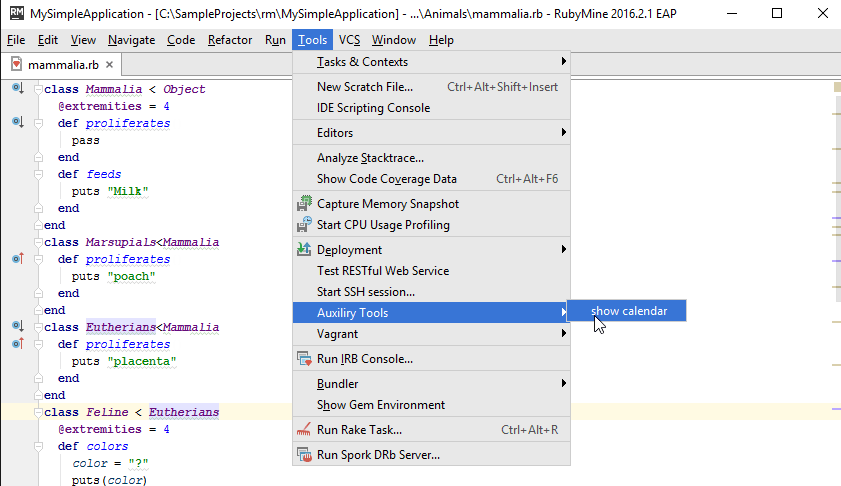 RM MySimpleApplication - [C:\SampleProjects\rm\MySimpleApplication] - ...\Animals\mammalia.rb - RubyMine 2016.2.1 EAP
File Edit View Navigate Code Refactor Run Tools VCS Window Help
mammalia.rb
class Mammalia < Object
@extremities = 4
def proliferates
pass
end
def feeds
puts "Milk"
end
end
class Marsupials<Mammalia
def proliferates
puts "poach"
end
end
class Eutherians<Mammalia
def proliferates
puts "placenta"
end
end
class Feline < Eutherians
@extremities = 4
def colors
color = "?"
puts(color)
Tasks & Contexts
New Scratch File... Ctrl+Alt+Shift+Insert
IDE Scripting Console
Editors
Analyze Stacktrace...
Show Code Coverage Data Ctrl+Alt+F6
Capture Memory Snapshot
Start CPU Usage Profiling
Deployment
Test RESTful Web Service
Start SSH session...
Auxiliry Tools
show calendar
Vagrant
Run IRB Console...
Bundler
Show Gem Environment
Run Rake Task... Ctrl+Alt+R
Run Spork DRb Server...